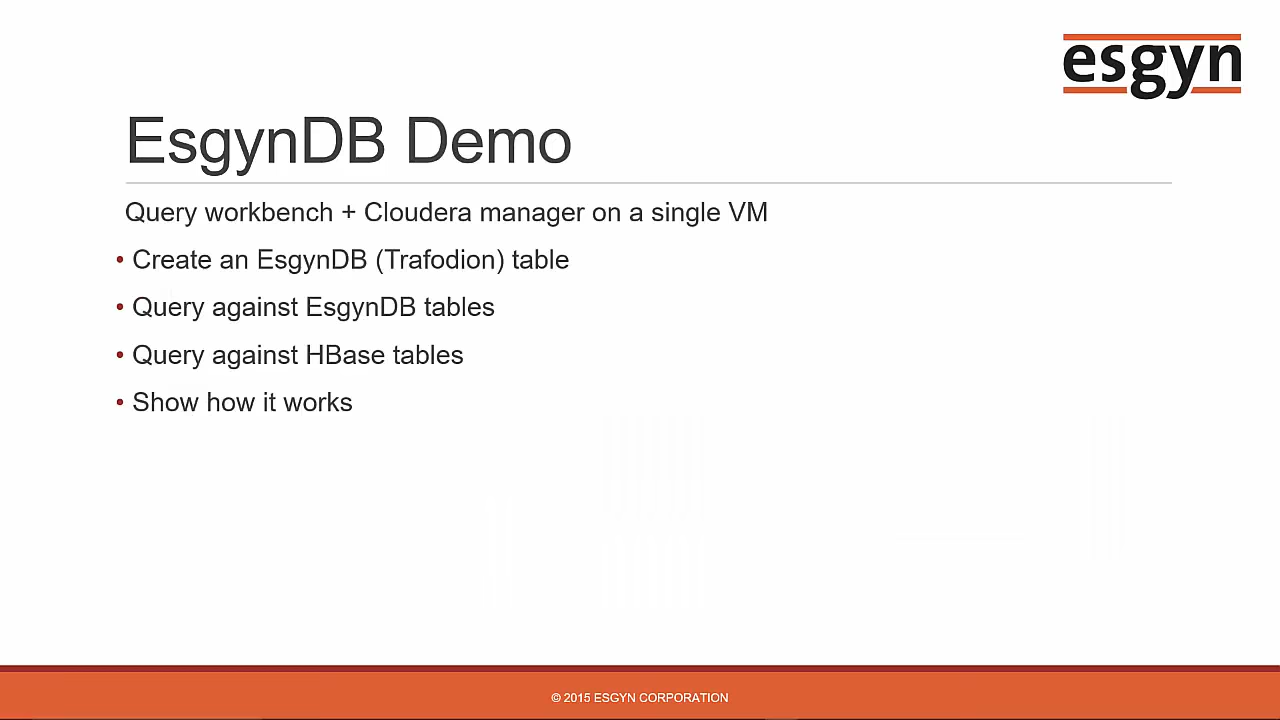 esgyn
EsgynDB Demo
Query workbench + Cloudera manager on a single VM
• Create an EsgynDB (Trafodion) table
• Query against EsgynDB tables
• Query against HBase tables
• Show how it works
© 2015 ESGYN CORPORATION